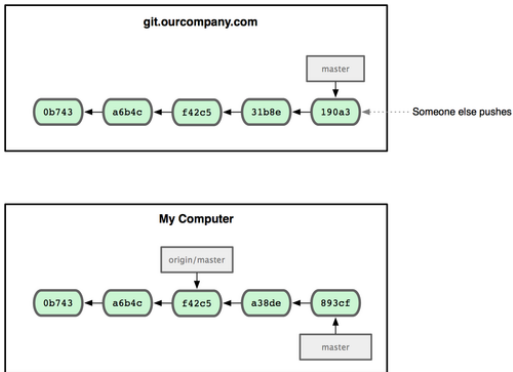 git.ourcompany.com
master
0b743 a6b4c f42c5 31b8e 190a3 Someone else pushes
My Computer
origin/master
0b743 a6b4c f42c5 a38de 893cf
master